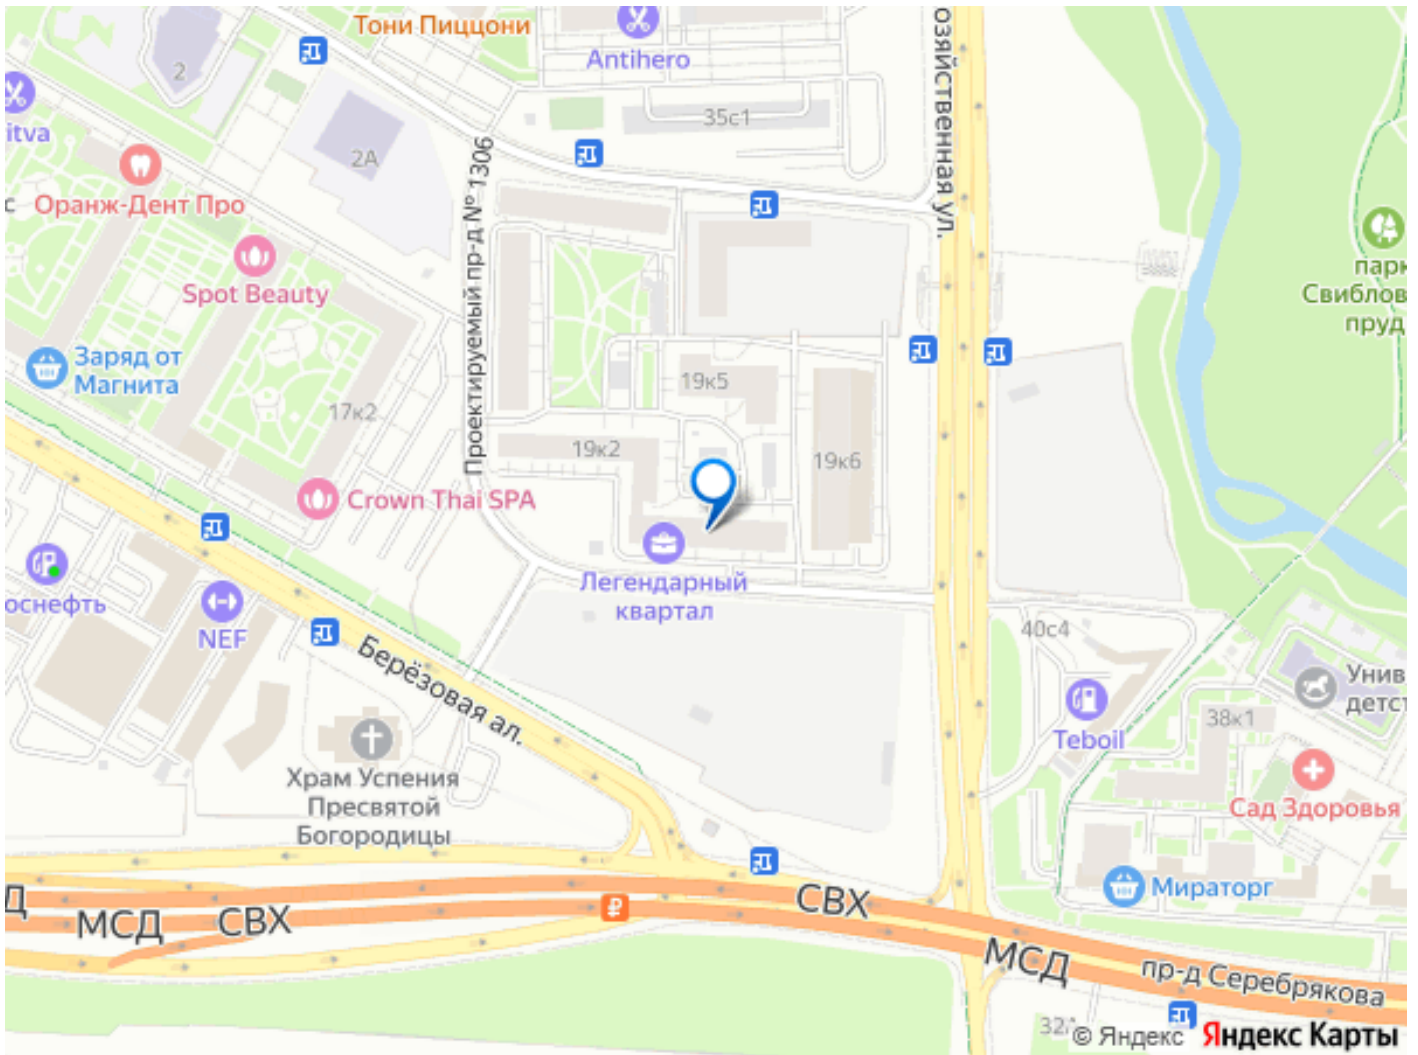 Тони Пиццони
Antihero
озяйственная ул.
2
itva
35с1
2А
Проектируемый пр-д № 1306
с
Оранж-Дент Про
Spot Beauty
парк
Свиблов
пруд
Заряд от
Магнита
17к2
19к5
19к2
19к6
Crown Thai SPA
оснефть
NEF
Легендарный
квартал
Берёзовая ал.
40с4
Унив
детст
38к1
Teboil
Храм Успения
Пресвятой
Богородицы
Сад Здоровья
Мираторг
Д
МСД
СВХ
СВХ
МСД
пр-д Серебрякова
© Яндекс
Яндекс Карты